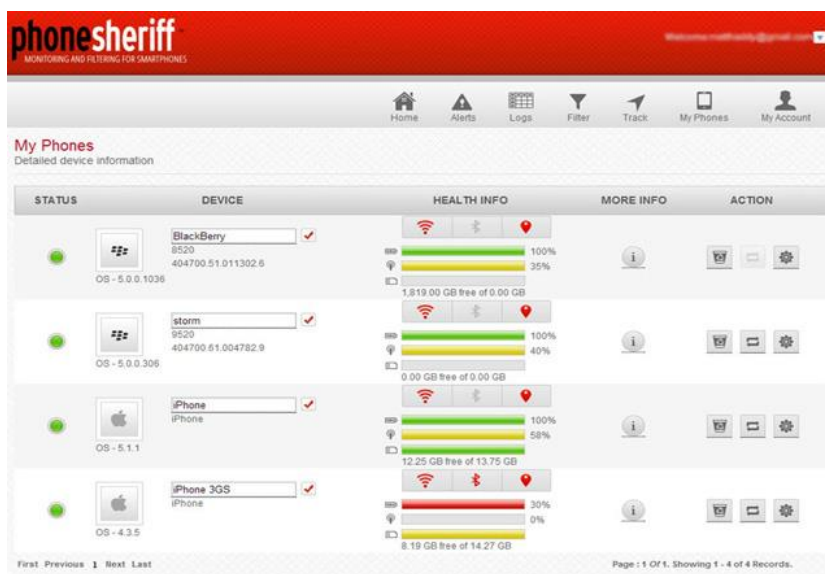 phonesheriff
MONITORING AND FILTERING FOR SMARTPHONES
Home Alerts Logs Filter Track My Phones My Account
My Phones
Detailed device information
STATUS DEVICE HEALTH INFO MORE INFO ACTION
BlackBerry
8520
404700.51.011302.6
OS - 5.0.0.1036
100%
35%
1,819.00 GB free of 0.00 GB
i
storm
9520
404700.51.004782.9
OS - 5.0.0.306
100%
40%
0.00 GB free of 0.00 GB
i
iPhone
iPhone
OS - 5.1.1
100%
58%
12.25 GB free of 13.75 GB
i
iPhone 3GS
iPhone
OS - 4.3.5
30%
0%
8.19 GB free of 14.27 GB
i
First Previous 1 Next Last
Page : 1 Of 1. Showing 1 - 4 of 4 Records.